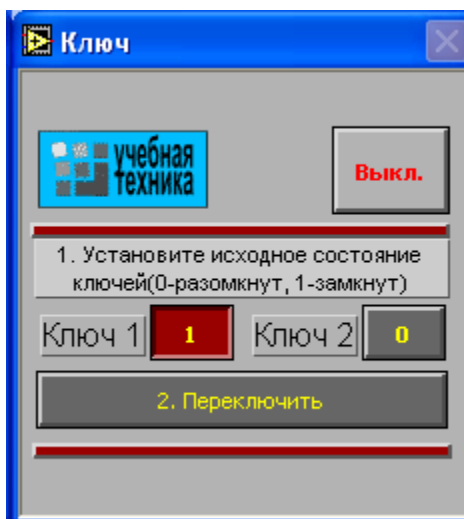 Ключ
учебная
техника
Выкл.
1. Установите исходное состояние
ключей(0-разомкнут, 1-замкнут)
Ключ 1 1 Ключ 2 0
2. Переключить